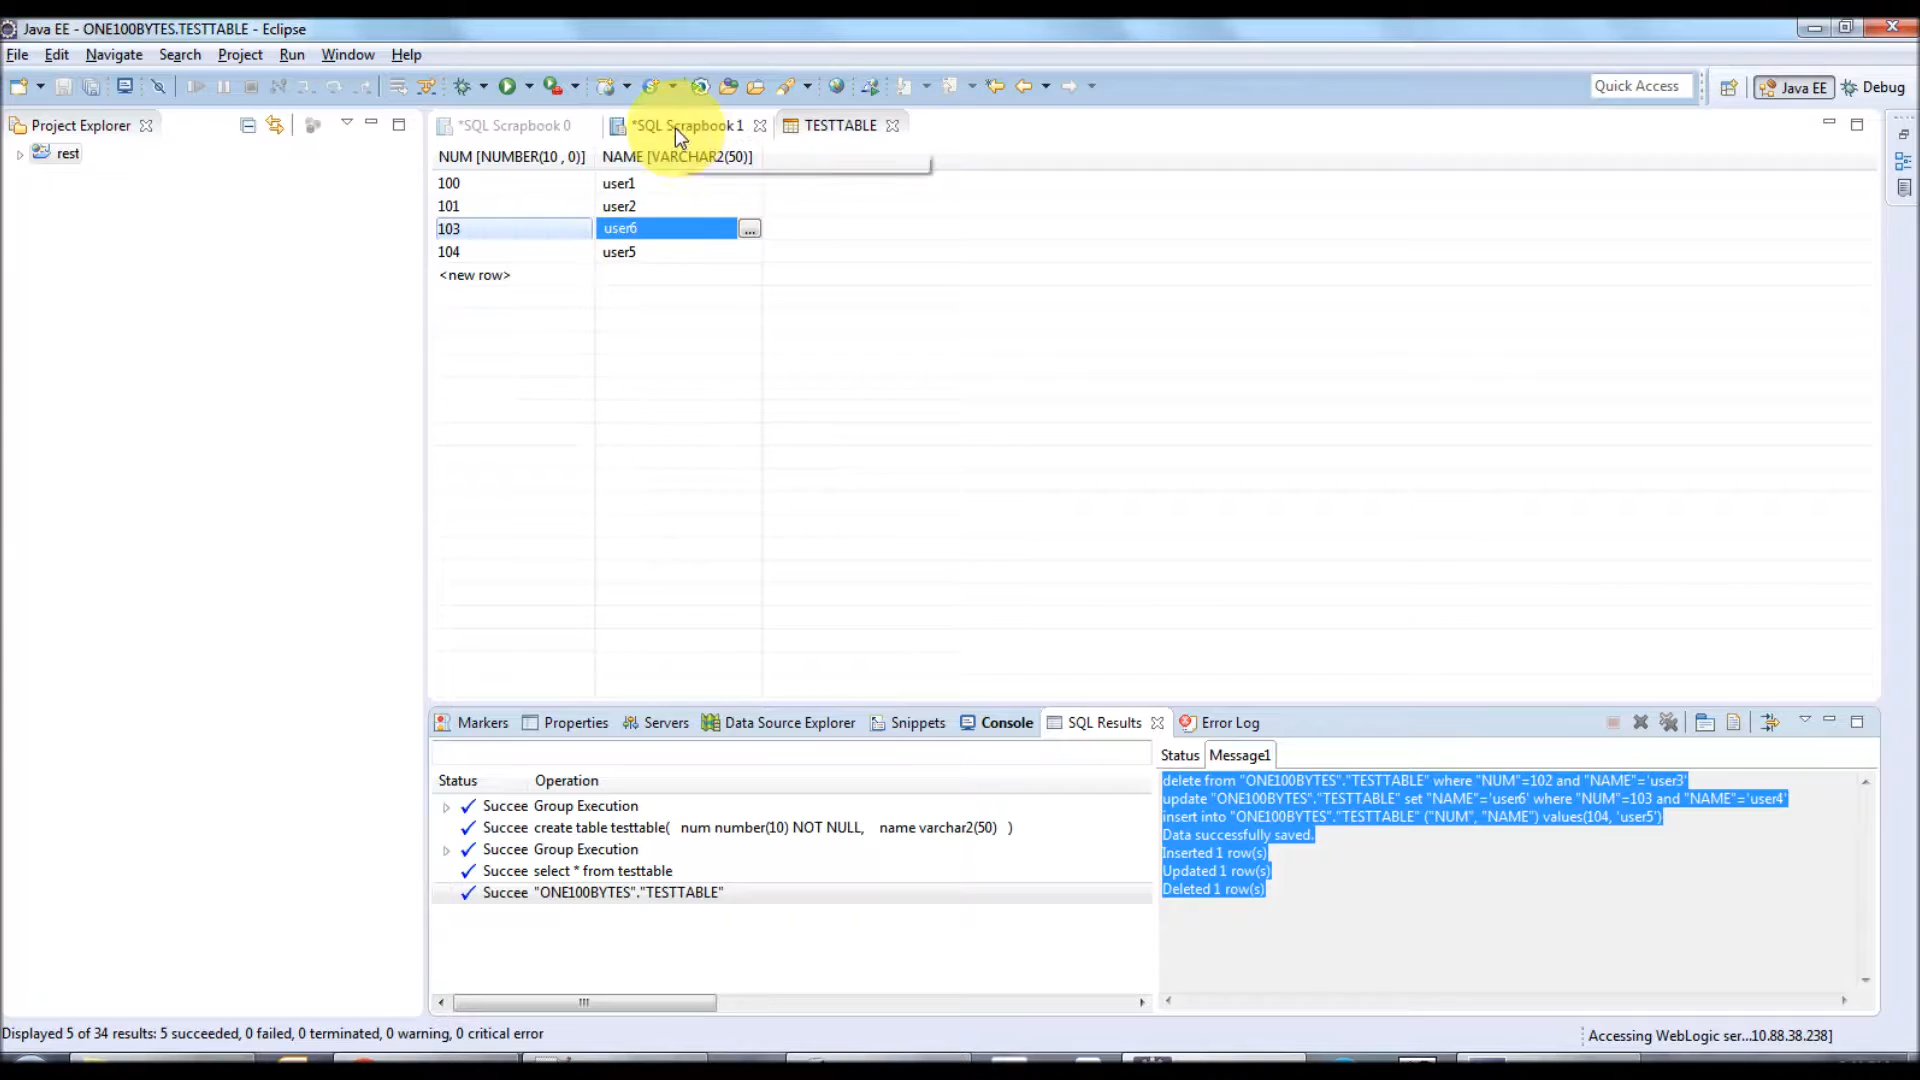 Java EE - ONE100BYTES.TESTTABLE - Eclipse
File Edit Navigate Search Project Run Window Help
Quick Access Java EE Debug
Project Explorer *SQL Scrapbook 0 *SQL Scrapbook 1 TESTTABLE
rest
NUM [NUMBER(10 , 0)] NAME [VARCHAR2(50)]
100 user1
101 user2
103 user6 ...
104 user5
<new row>
Markers Properties Servers Data Source Explorer Snippets Console SQL Results Error Log
Status Message1
Status Operation
Succee Group Execution
Succee create table testtable( num number(10) NOT NULL, name varchar2(50) )
Succee Group Execution
Succee select * from testtable
Succee "ONE100BYTES"."TESTTABLE"
delete from "ONE100BYTES"."TESTTABLE" where "NUM"=102 and "NAME"='user3'
update "ONE100BYTES"."TESTTABLE" set "NAME"='user6' where "NUM"=103 and "NAME"='user4'
insert into "ONE100BYTES"."TESTTABLE" ("NUM", "NAME") values(104, 'user5')
Data successfully saved.
Inserted 1 row(s)
Updated 1 row(s)
Deleted 1 row(s)
Displayed 5 of 34 results: 5 succeeded, 0 failed, 0 terminated, 0 warning, 0 critical error
Accessing WebLogic ser...10.88.38.238]